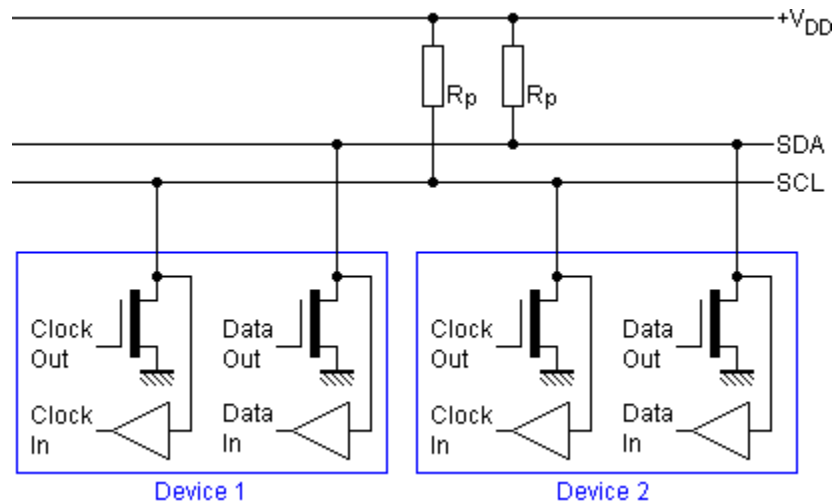 +VDD
Rp
Rp
SDA
SCL
Clock
Out
Data
Out
Clock
In
Data
In
Device 1
Clock
Out
Data
Out
Clock
In
Data
In
Device 2